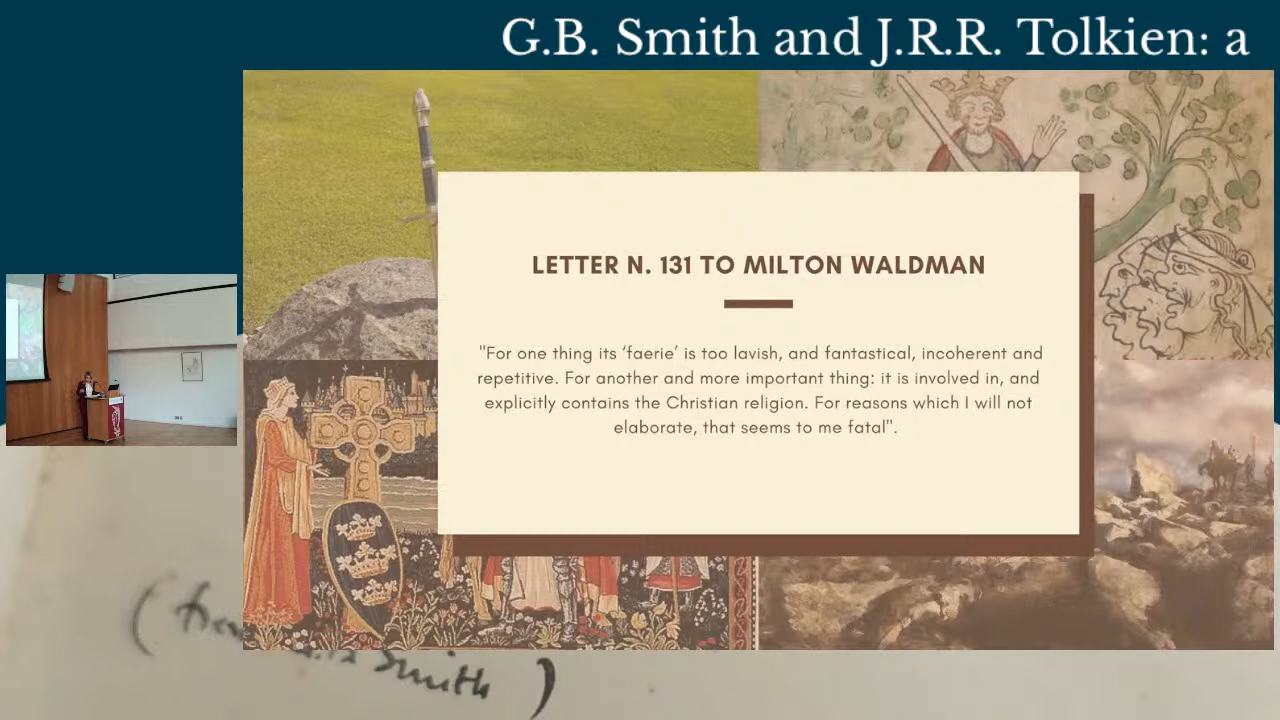 G.B. Smith and J.R.R. Tolkien: a
LETTER N. 131 TO MILTON WALDMAN
"For one thing its ‘faerie’ is too lavish, and fantastical, incoherent and
repetitive. For another and more important thing: it is involved in, and
explicitly contains the Christian religion. For reasons which I will not
elaborate, that seems to me fatal".
Smith )